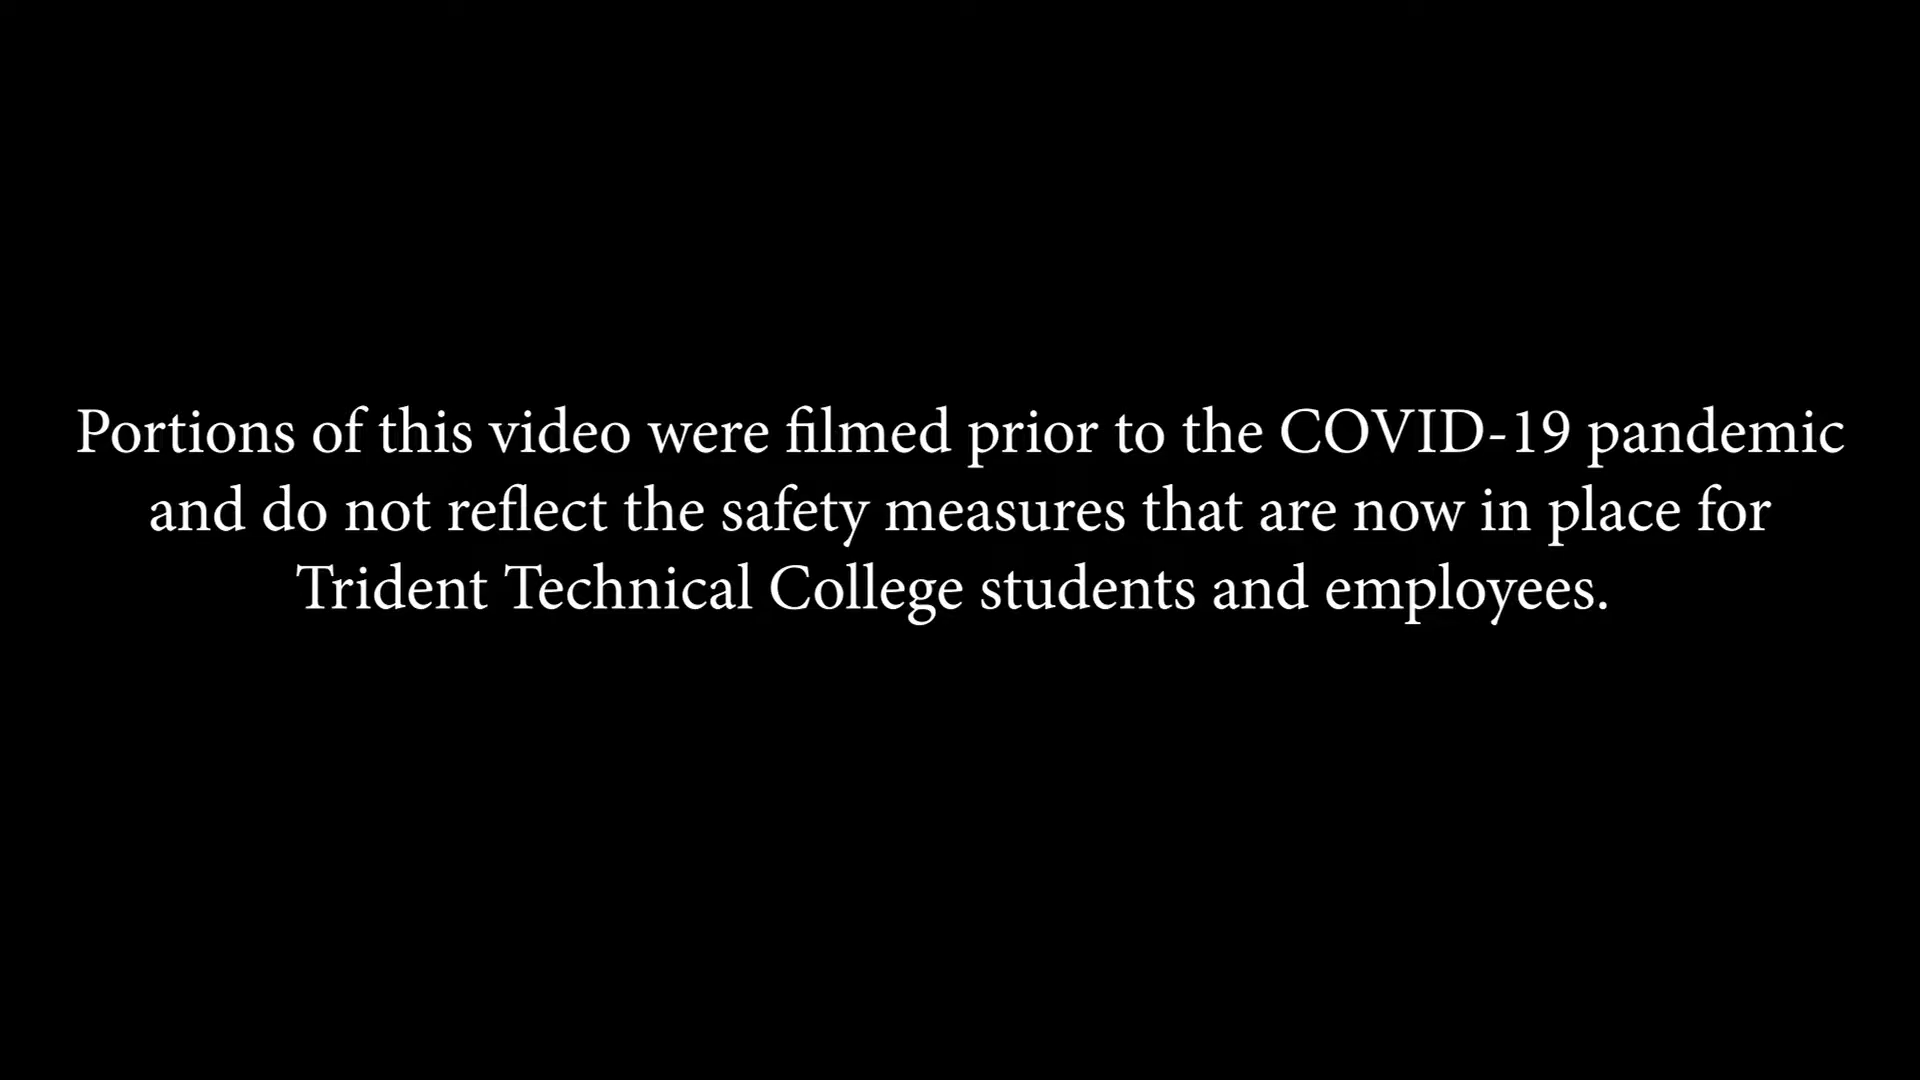 Portions of this video were filmed prior to the COVID-19 pandemic
and do not reflect the safety measures that are now in place for
Trident Technical College students and employees.